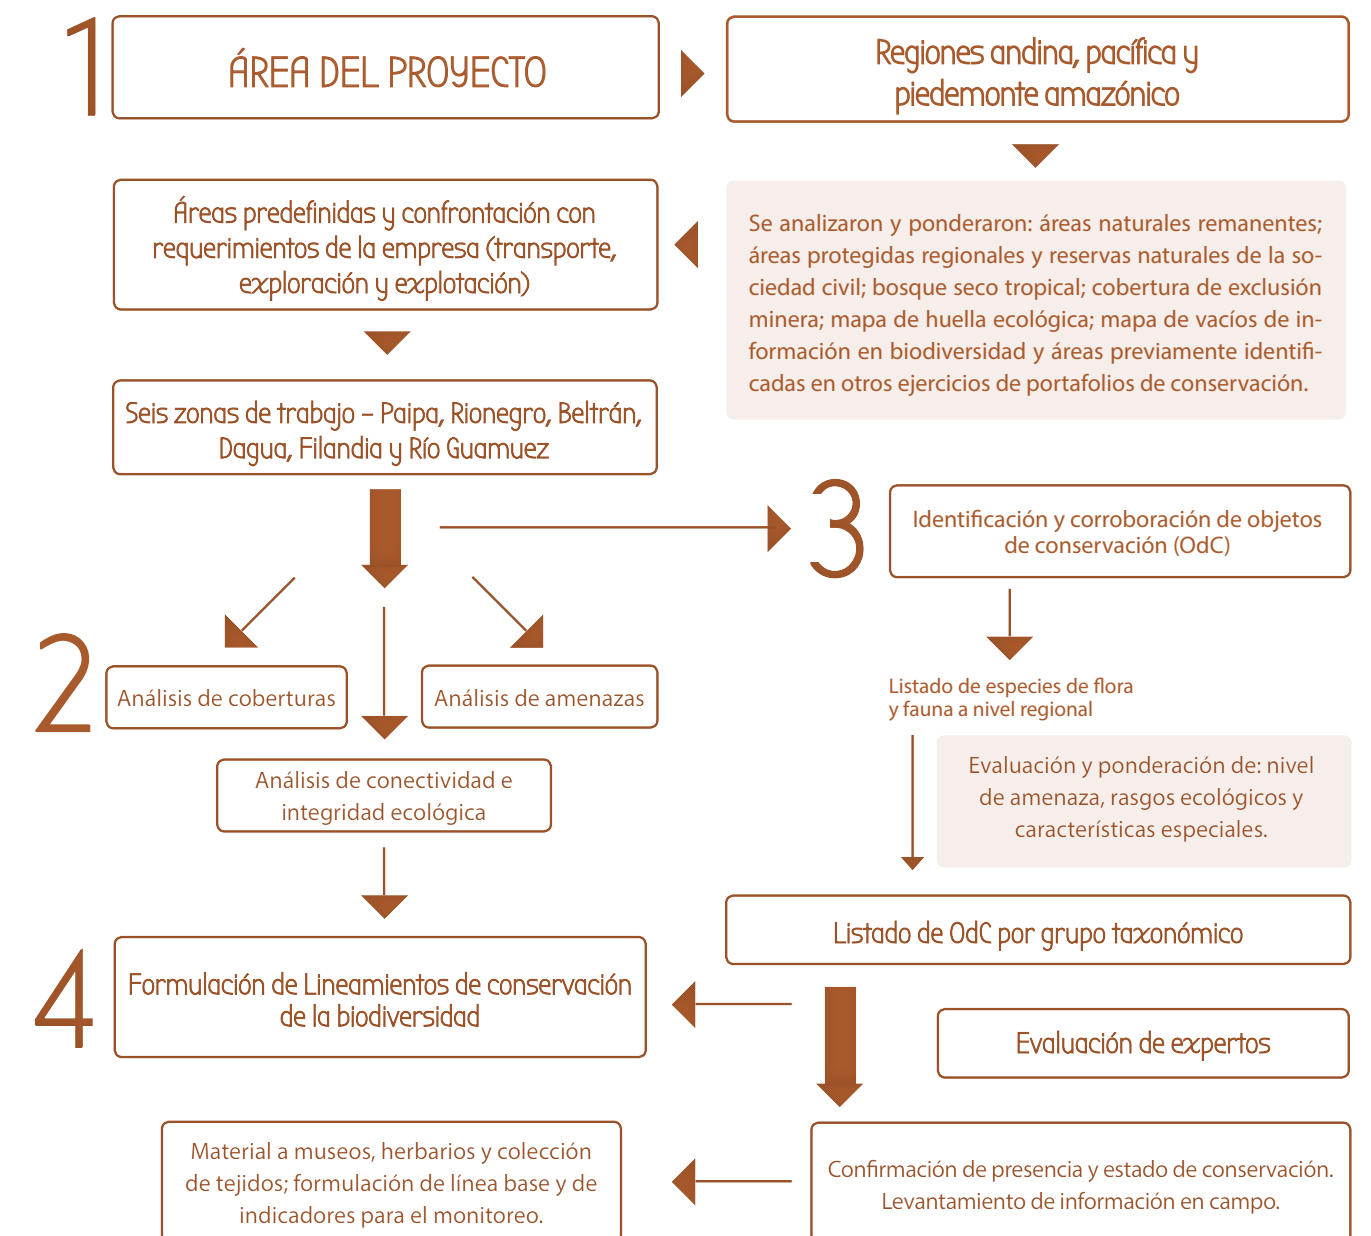 1
ÁREA DEL PROYECTO
Regiones andina, pacífica y
piedemonte amazónico
Se analizaron y ponderaron: áreas naturales remanentes;
áreas protegidas regionales y reservas naturales de la so-
ciedad civil; bosque seco tropical; cobertura de exclusión
minera; mapa de huella ecológica; mapa de vacíos de in-
formación en biodiversidad y áreas previamente identifi-
cadas en otros ejercicios de portafolios de conservación.
Áreas predefinidas y confrontación con
requerimientos de la empresa (transporte,
exploración y explotación)
Seis zonas de trabajo – Paipa, Rionegro, Beltrán,
Dagua, Filandia y Río Guamuez
2
Análisis de coberturas
Análisis de amenazas
Análisis de conectividad e
integridad ecológica
3
Identificación y corroboración de objetos
de conservación (OdC)
Listado de especies de flora
y fauna a nivel regional
Evaluación y ponderación de: nivel
de amenaza, rasgos ecológicos y
características especiales.
Listado de OdC por grupo taxonómico
4
Formulación de Lineamientos de conservación
de la biodiversidad
Evaluación de expertos
Confirmación de presencia y estado de conservación.
Levantamiento de información en campo.
Material a museos, herbarios y colección
de tejidos; formulación de línea base y de
indicadores para el monitoreo.